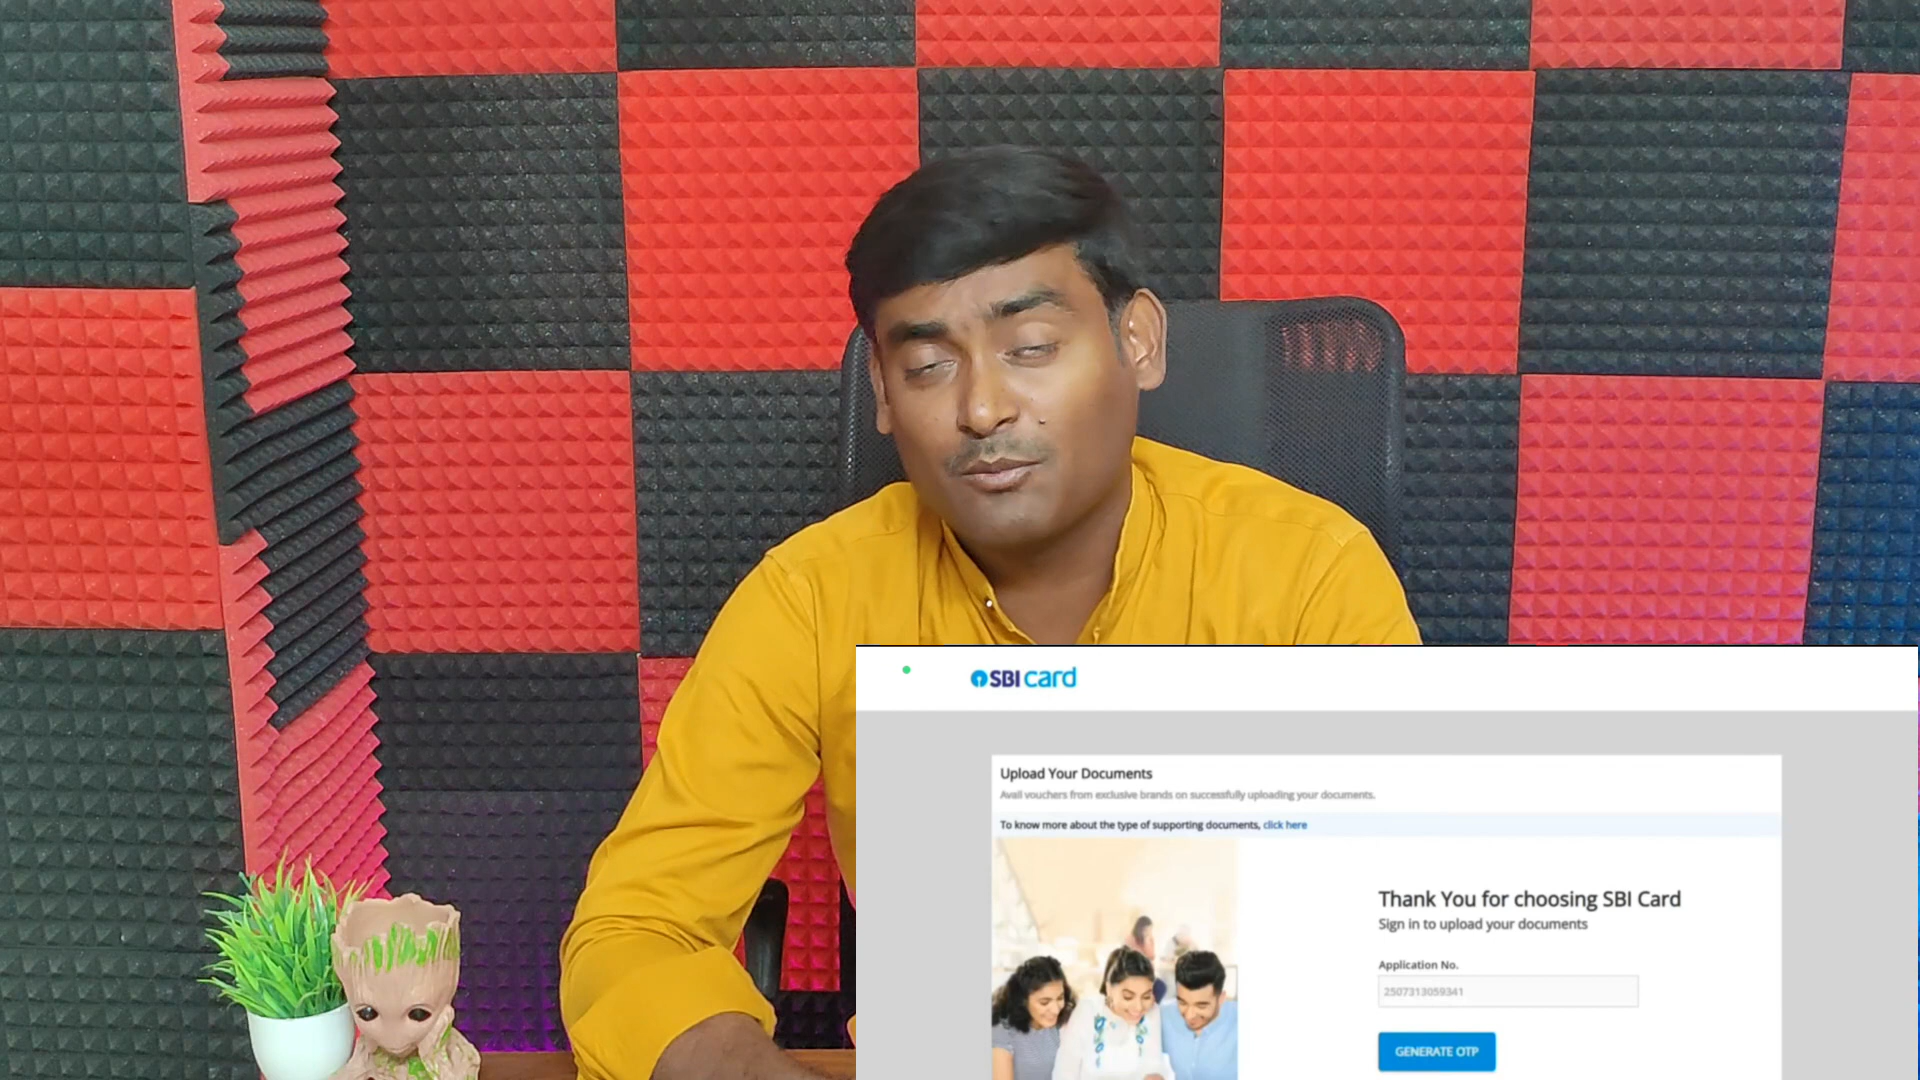 SBI card
Upload Your Documents
Avail vouchers from exclusive brands on successfully uploading your documents.
To know more about the type of supporting documents, click here
Thank You for choosing SBI Card
Sign in to upload your documents
Application No.
2507313059341
GENERATE OTP